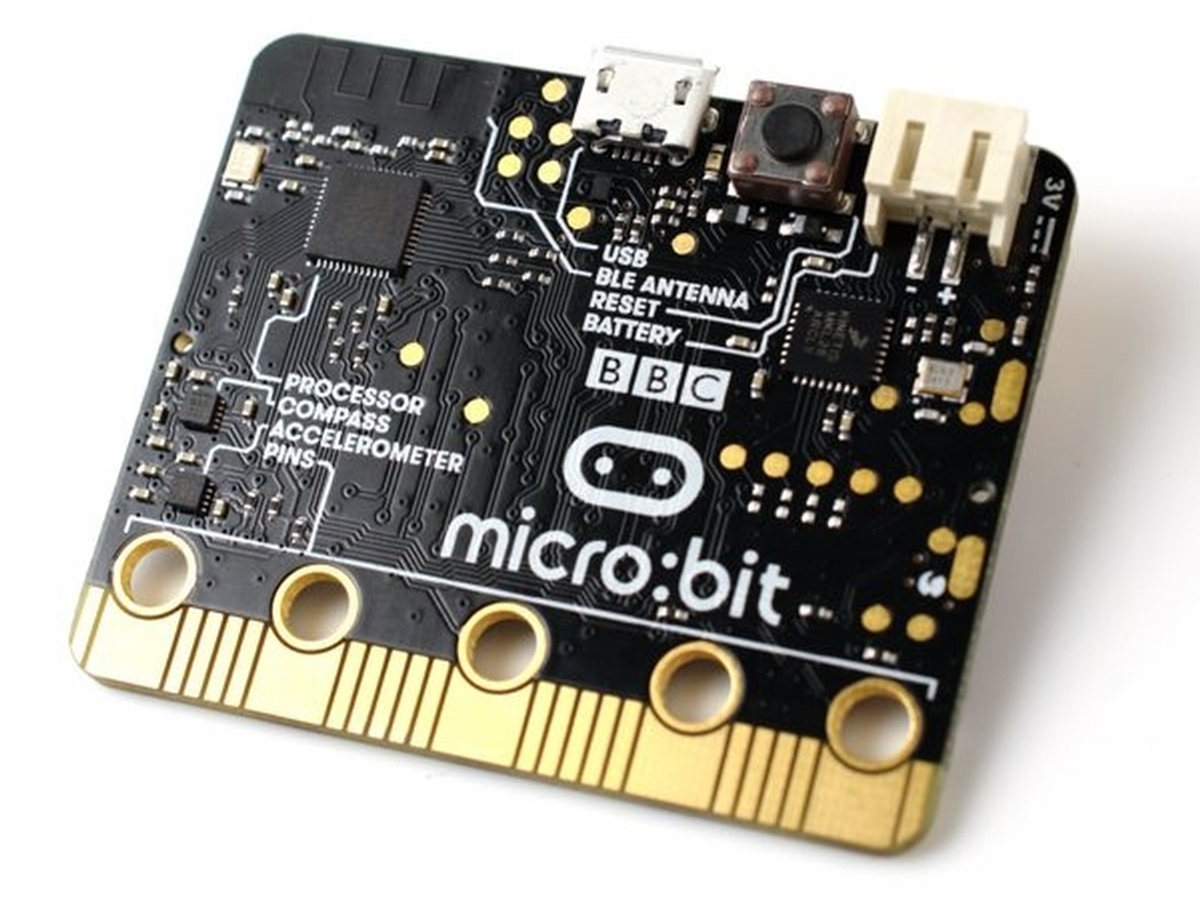 3V
USB
BLE ANTENNA
RESET
BATTERY
- +
BBC
PROCESSOR
COMPASS
ACCELEROMETER
PINS
micro:bit